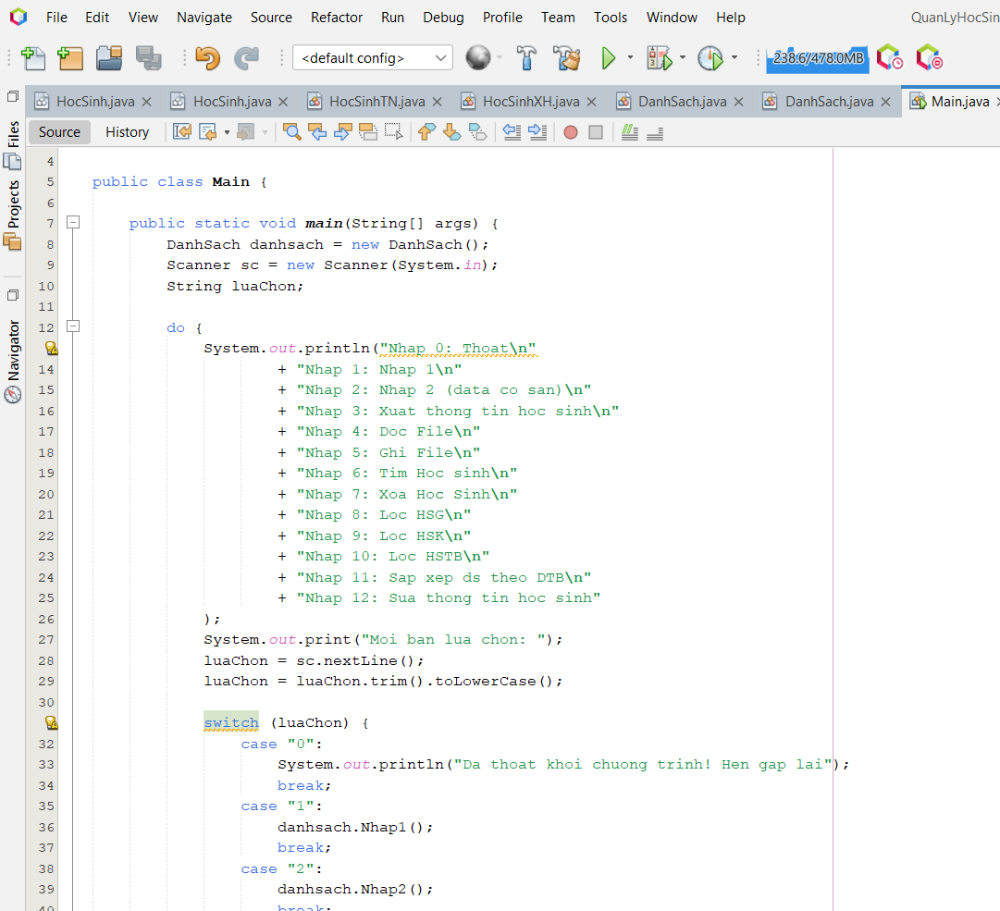 File Edit View Navigate Source Refactor Run Debug Profile Team Tools Window Help QuanLyHocSin
<default config> 238.6/478.0MB
HocSinh.java HocSinh.java HocSinhTN.java HocSinhXH.java DanhSach.java DanhSach.java Main.java
Source History
Files
Projects
Navigator
4
5 public class Main {
6
7 public static void main(String[] args) {
8 DanhSach danhsach = new DanhSach();
9 Scanner sc = new Scanner(System.in);
10 String luaChon;
11
12 do {
System.out.println("Nhap 0: Thoat\n"
14 + "Nhap 1: Nhap 1\n"
15 + "Nhap 2: Nhap 2 (data co san)\n"
16 + "Nhap 3: Xuat thong tin hoc sinh\n"
17 + "Nhap 4: Doc File\n"
18 + "Nhap 5: Ghi File\n"
19 + "Nhap 6: Tim Hoc sinh\n"
20 + "Nhap 7: Xoa Hoc Sinh\n"
21 + "Nhap 8: Loc HSG\n"
22 + "Nhap 9: Loc HSK\n"
23 + "Nhap 10: Loc HSTB\n"
24 + "Nhap 11: Sap xep ds theo DTB\n"
25 + "Nhap 12: Sua thong tin hoc sinh"
26 );
27 System.out.print("Moi ban lua chon: ");
28 luaChon = sc.nextLine();
29 luaChon = luaChon.trim().toLowerCase();
30
switch (luaChon) {
32 case "0":
33 System.out.println("Da thoat khoi chuong trinh! Hen gap lai");
34 break;
35 case "1":
36 danhsach.Nhap1();
37 break;
38 case "2":
39 danhsach.Nhap2();
40 break;